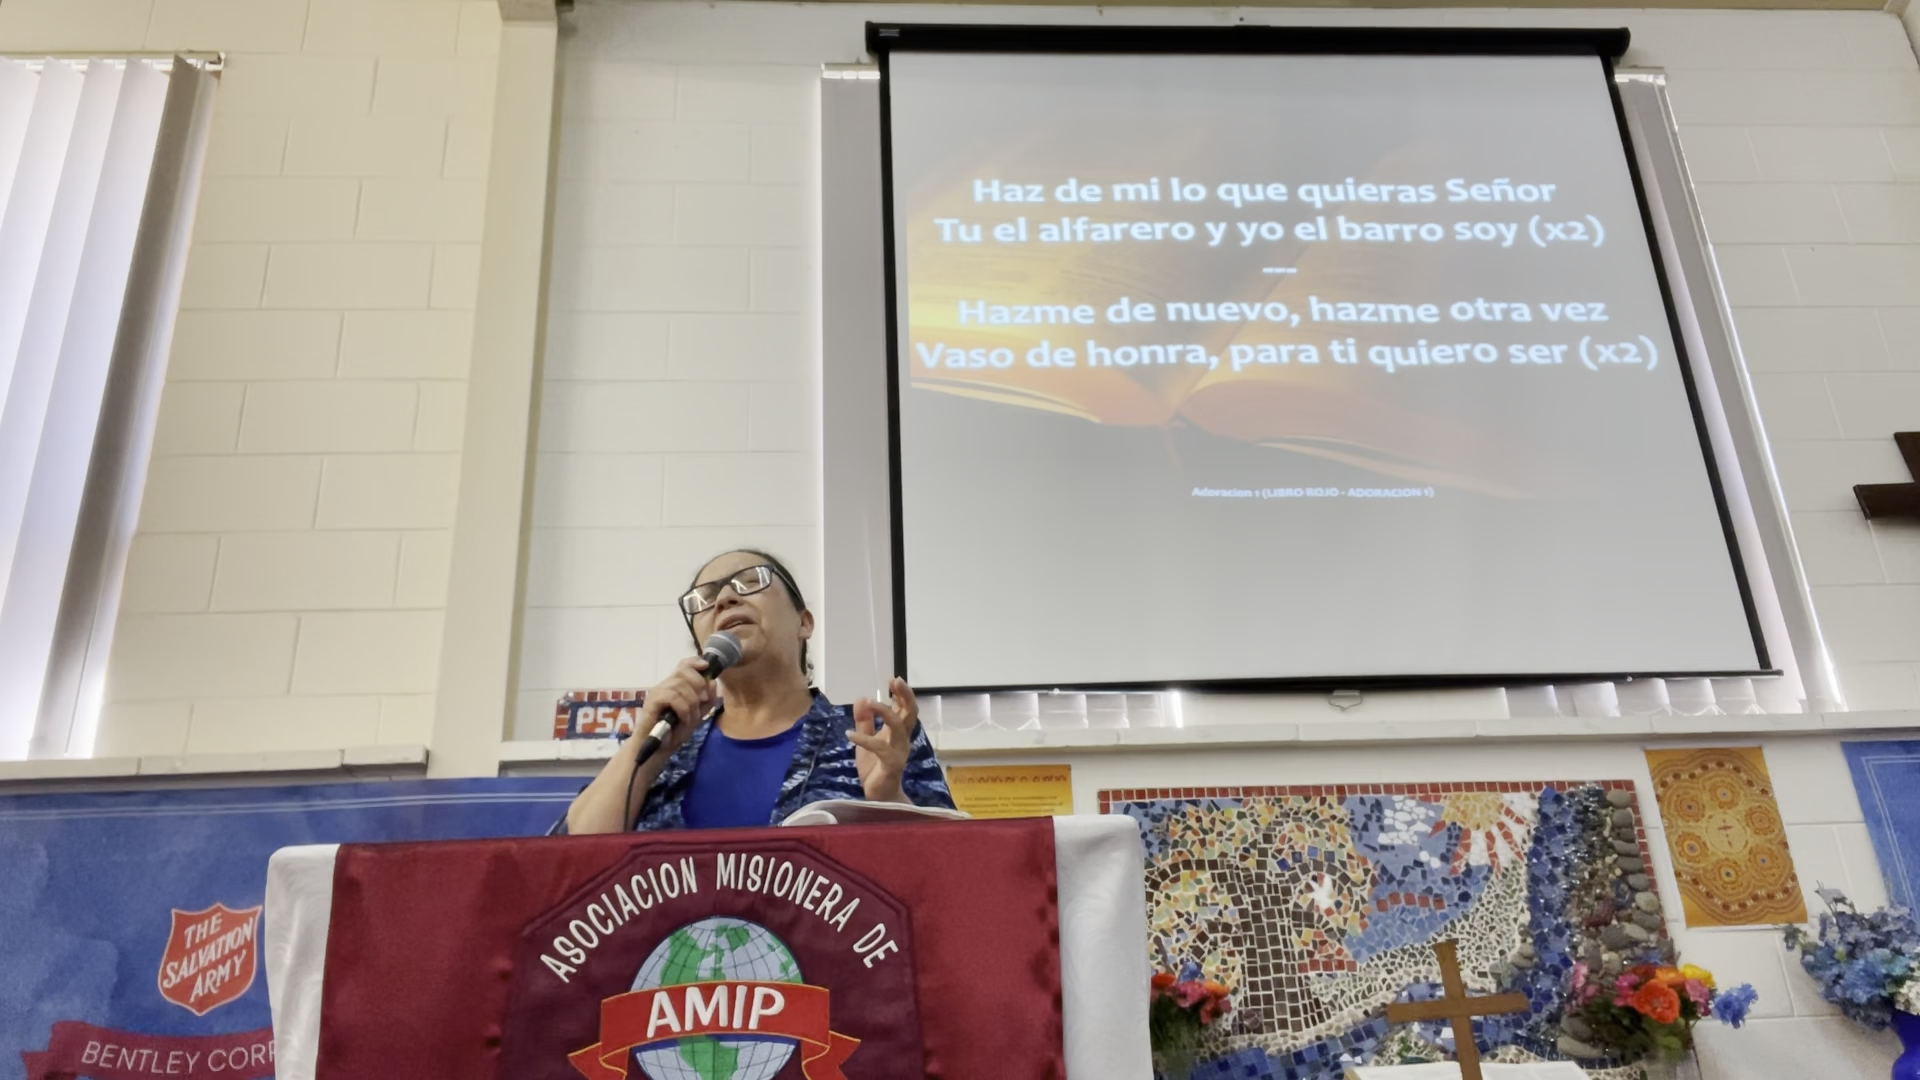 Haz de mi lo que quieras Señor
Tu el alfarero y yo el barro soy (x2)
---
Hazme de nuevo, hazme otra vez
Vaso de honra, para ti quiero ser (x2)
Adoracion 1 (LIBRO ROJO - ADORACION 1)
PSA
ASOCIACION MISIONERA DE
AMIP
THE
SALVATION
ARMY
BENTLEY CORP